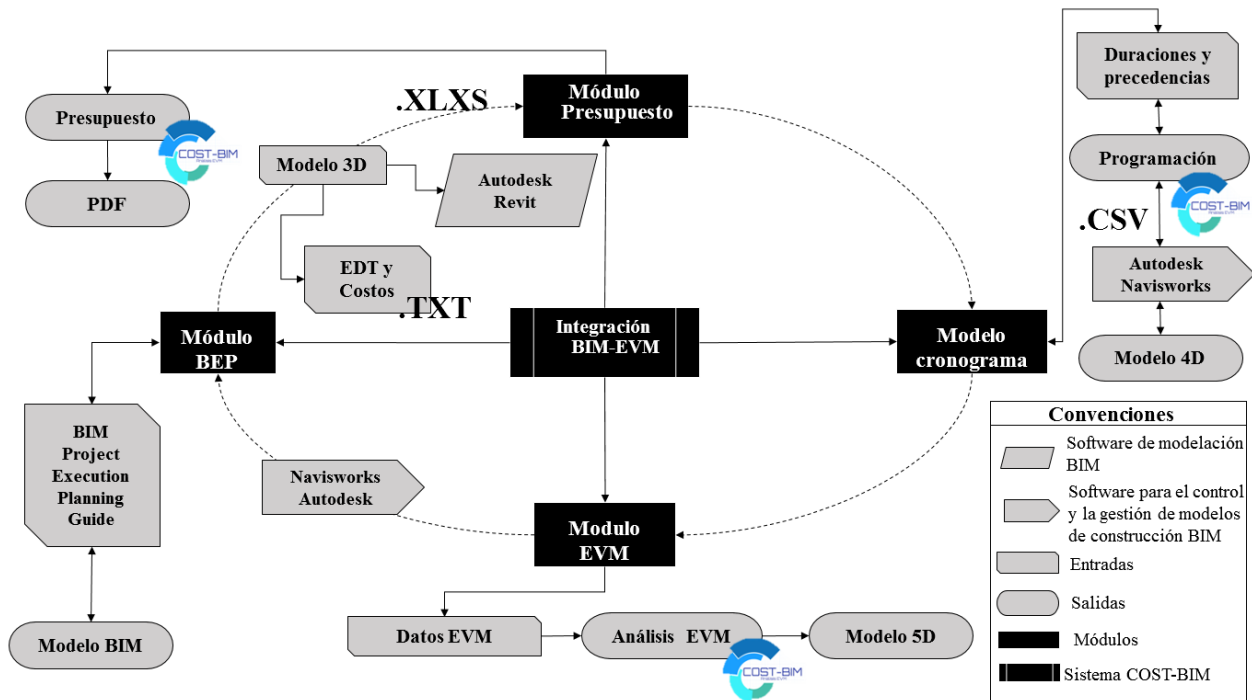 Módulo
Presupuesto
.XLXS
Presupuesto
COST-BIM
PDF
Modelo 3D
Autodesk
Revit
EDT y
Costos
.TXT
Módulo
BEP
Integración
BIM-EVM
Modelo
cronograma
Duraciones y
precedencias
Programación
COST-BIM
.CSV
Autodesk
Navisworks
Modelo 4D
BIM
Project
Execution
Planning
Guide
Modelo BIM
Navisworks
Autodesk
Modulo
EVM
Datos EVM
Análisis EVM
COST-BIM
Modelo 5D
Convenciones
Software de modelación
BIM
Software para el control
y la gestión de modelos
de construcción BIM
Entradas
Salidas
Módulos
Sistema COST-BIM